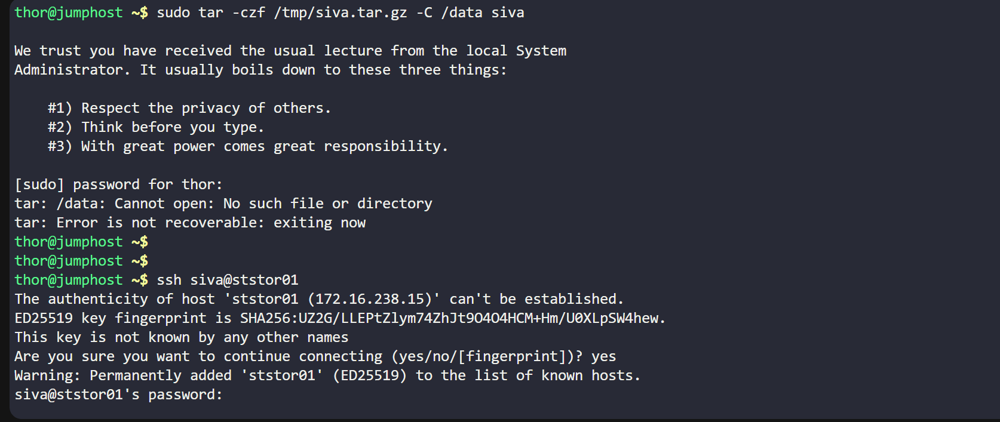 thor@jumphost ~$ sudo tar -czf /tmp/siva.tar.gz -C /data siva
We trust you have received the usual lecture from the local System
Administrator. It usually boils down to these three things:
#1) Respect the privacy of others.
#2) Think before you type.
#3) With great power comes great responsibility.
[sudo] password for thor:
tar: /data: Cannot open: No such file or directory
tar: Error is not recoverable: exiting now
thor@jumphost ~$
thor@jumphost ~$
thor@jumphost ~$ ssh siva@ststor01
The authenticity of host 'ststor01 (172.16.238.15)' can't be established.
ED25519 key fingerprint is SHA256:UZ2G/LLEPtZlym74ZhJt9O4O4HCM+Hm/U0XLpSW4hew.
This key is not known by any other names
Are you sure you want to continue connecting (yes/no/[fingerprint])? yes
Warning: Permanently added 'ststor01' (ED25519) to the list of known hosts.
siva@ststor01's password: